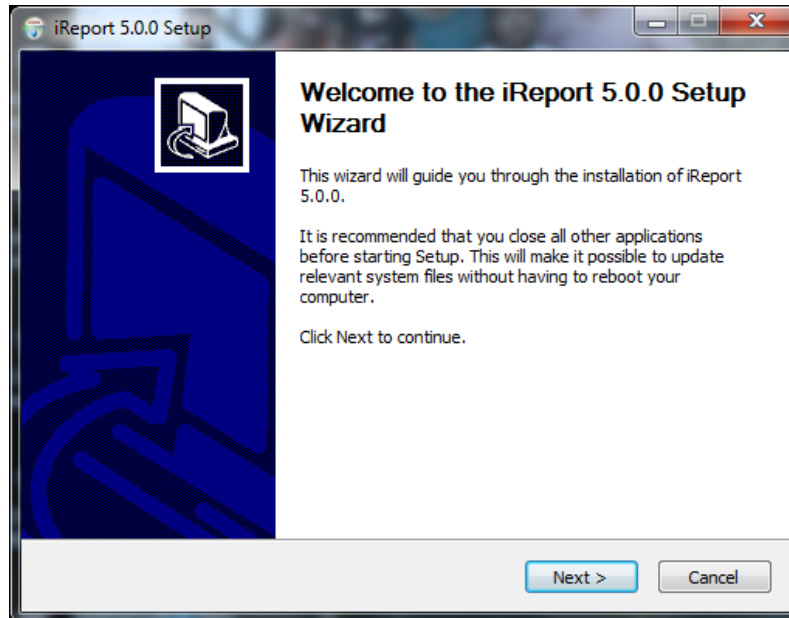 iReport 5.0.0 Setup
Welcome to the iReport 5.0.0 Setup
Wizard
This wizard will guide you through the installation of iReport
5.0.0.
It is recommended that you close all other applications
before starting Setup. This will make it possible to update
relevant system files without having to reboot your
computer.
Click Next to continue.
Next >
Cancel